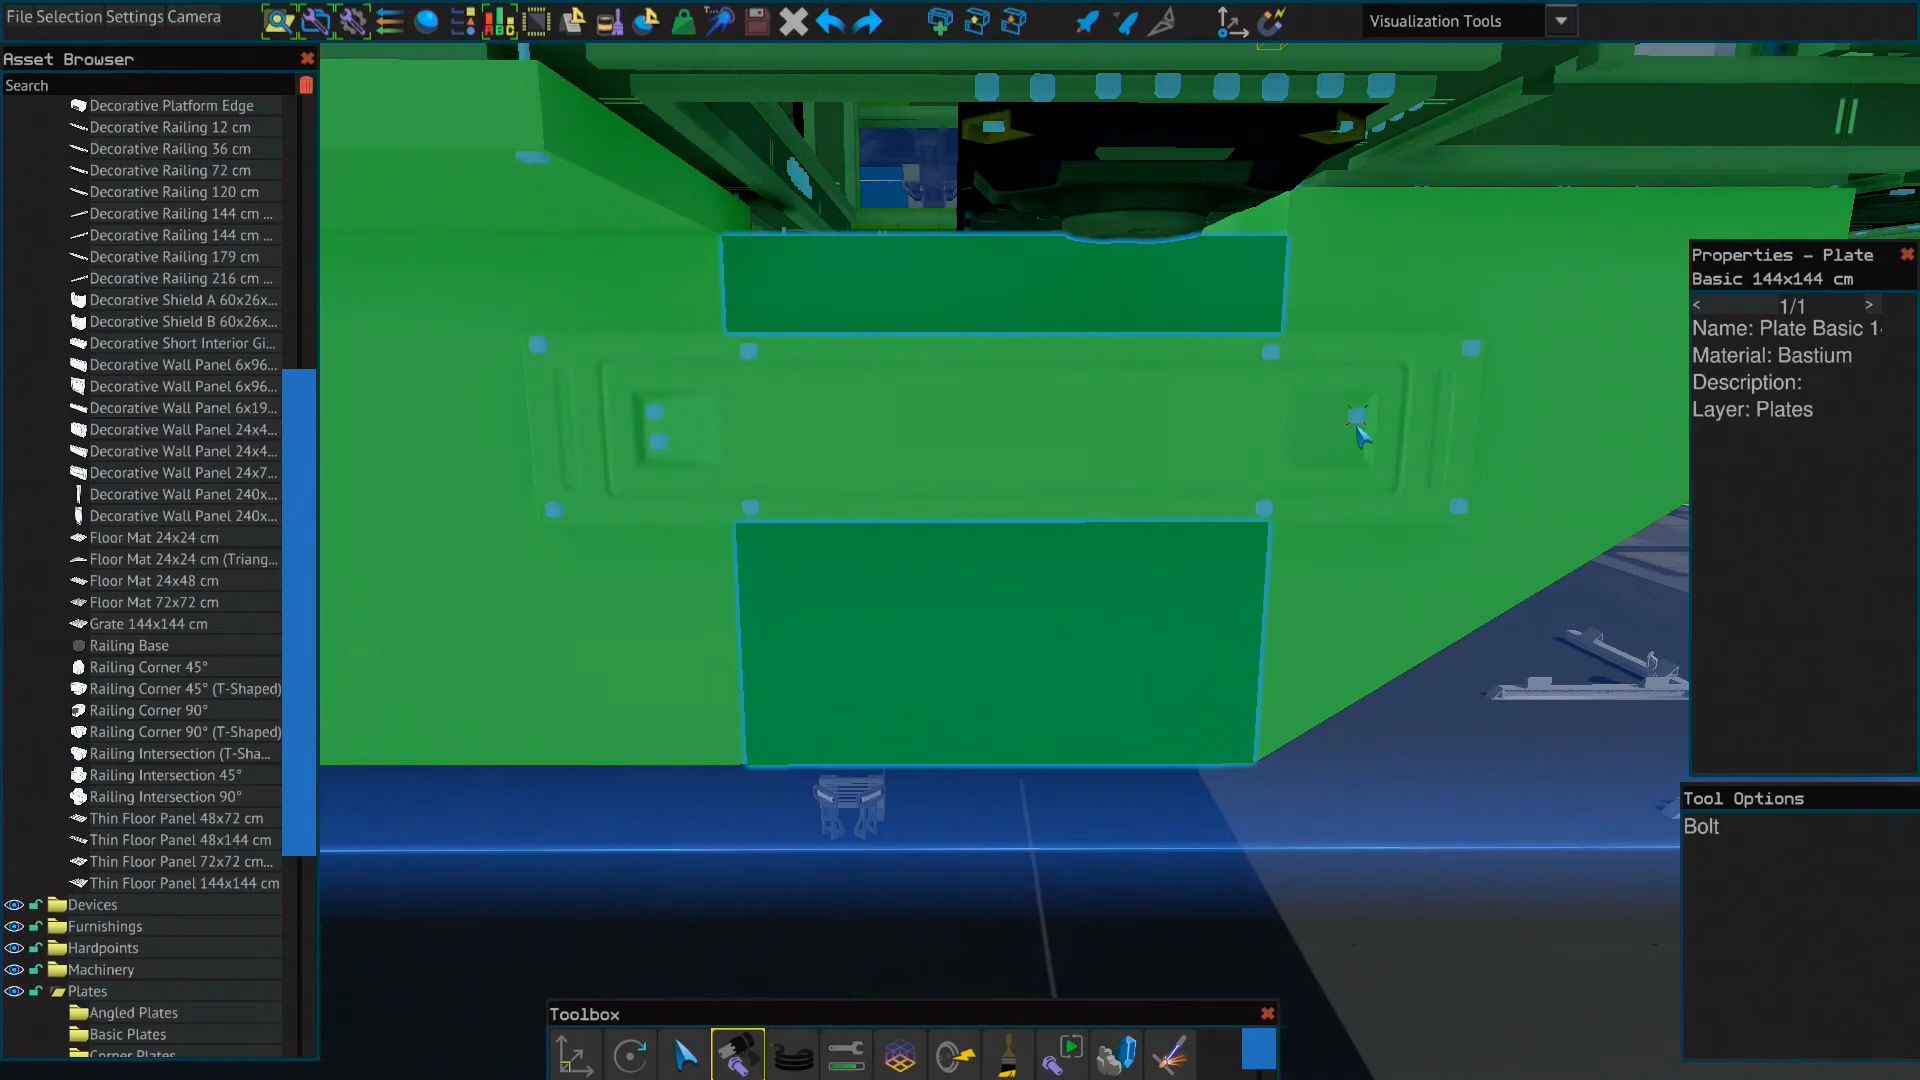 File Selection Settings Camera
Visualization Tools
Asset Browser
Search
Decorative Platform Edge
Decorative Railing 12 cm
Decorative Railing 36 cm
Decorative Railing 72 cm
Decorative Railing 120 cm
Decorative Railing 144 cm ...
Decorative Railing 144 cm ...
Decorative Railing 179 cm
Decorative Railing 216 cm ...
Decorative Shield A 60x26x...
Decorative Shield B 60x26x...
Decorative Short Interior Gi...
Decorative Wall Panel 6x96...
Decorative Wall Panel 6x96...
Decorative Wall Panel 6x19...
Decorative Wall Panel 24x4...
Decorative Wall Panel 24x4...
Decorative Wall Panel 24x7...
Decorative Wall Panel 240x...
Decorative Wall Panel 240x...
Floor Mat 24x24 cm
Floor Mat 24x24 cm (Triang...
Floor Mat 24x48 cm
Floor Mat 72x72 cm
Grate 144x144 cm
Railing Base
Railing Corner 45°
Railing Corner 45° (T-Shaped)
Railing Corner 90°
Railing Corner 90° (T-Shaped)
Railing Intersection (T-Sha...
Railing Intersection 45°
Railing Intersection 90°
Thin Floor Panel 48x72 cm
Thin Floor Panel 48x144 cm
Thin Floor Panel 72x72 cm...
Thin Floor Panel 144x144 cm
Devices
Furnishings
Hardpoints
Machinery
Plates
Angled Plates
Basic Plates
Corner Plates
Properties - Plate
Basic 144x144 cm
< 1/1 >
Name: Plate Basic 1
Material: Bastium
Description:
Layer: Plates
Tool Options
Bolt
Toolbox